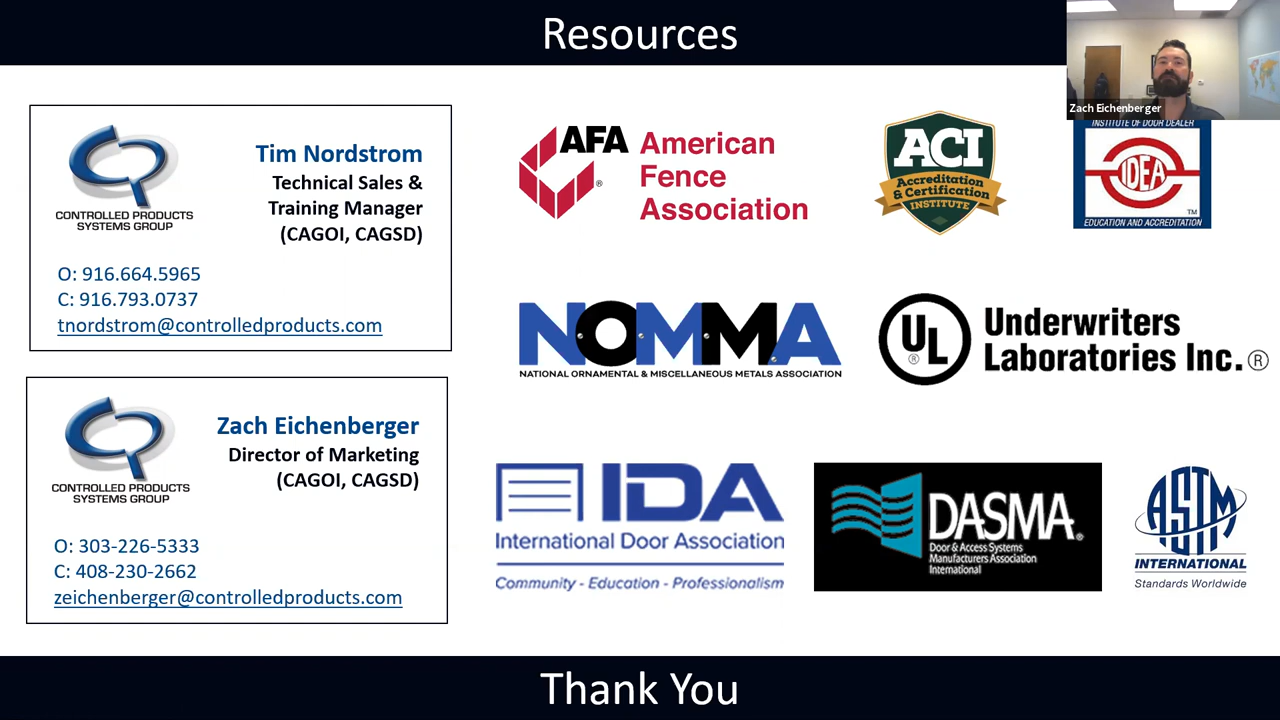 Resources
Zach Eichenberger
CONTROLLED PRODUCTS
SYSTEMS GROUP
Tim Nordstrom
Technical Sales &
Training Manager
(CAGOI, CAGSD)
O: 916.664.5965
C: 916.793.0737
tnordstrom@controlledproducts.com
CONTROLLED PRODUCTS
SYSTEMS GROUP
Zach Eichenberger
Director of Marketing
(CAGOI, CAGSD)
O: 303-226-5333
C: 408-230-2662
zeichenberger@controlledproducts.com
AFA
®
American
Fence
Association
ACI
Accreditation
& Certification
INSTITUTE
INSTITUTE OF DOOR DEALER
IDEA
TM
EDUCATION AND ACCREDITATION
NOMMA
NATIONAL ORNAMENTAL & MISCELLANEOUS METALS ASSOCIATION
UL
®
Underwriters
Laboratories Inc.®
IDA
International Door Association
Community - Education - Professionalism
DASMA®
Door & Access Systems
Manufacturers Association
International
ASTM
INTERNATIONAL
Standards Worldwide
Thank You